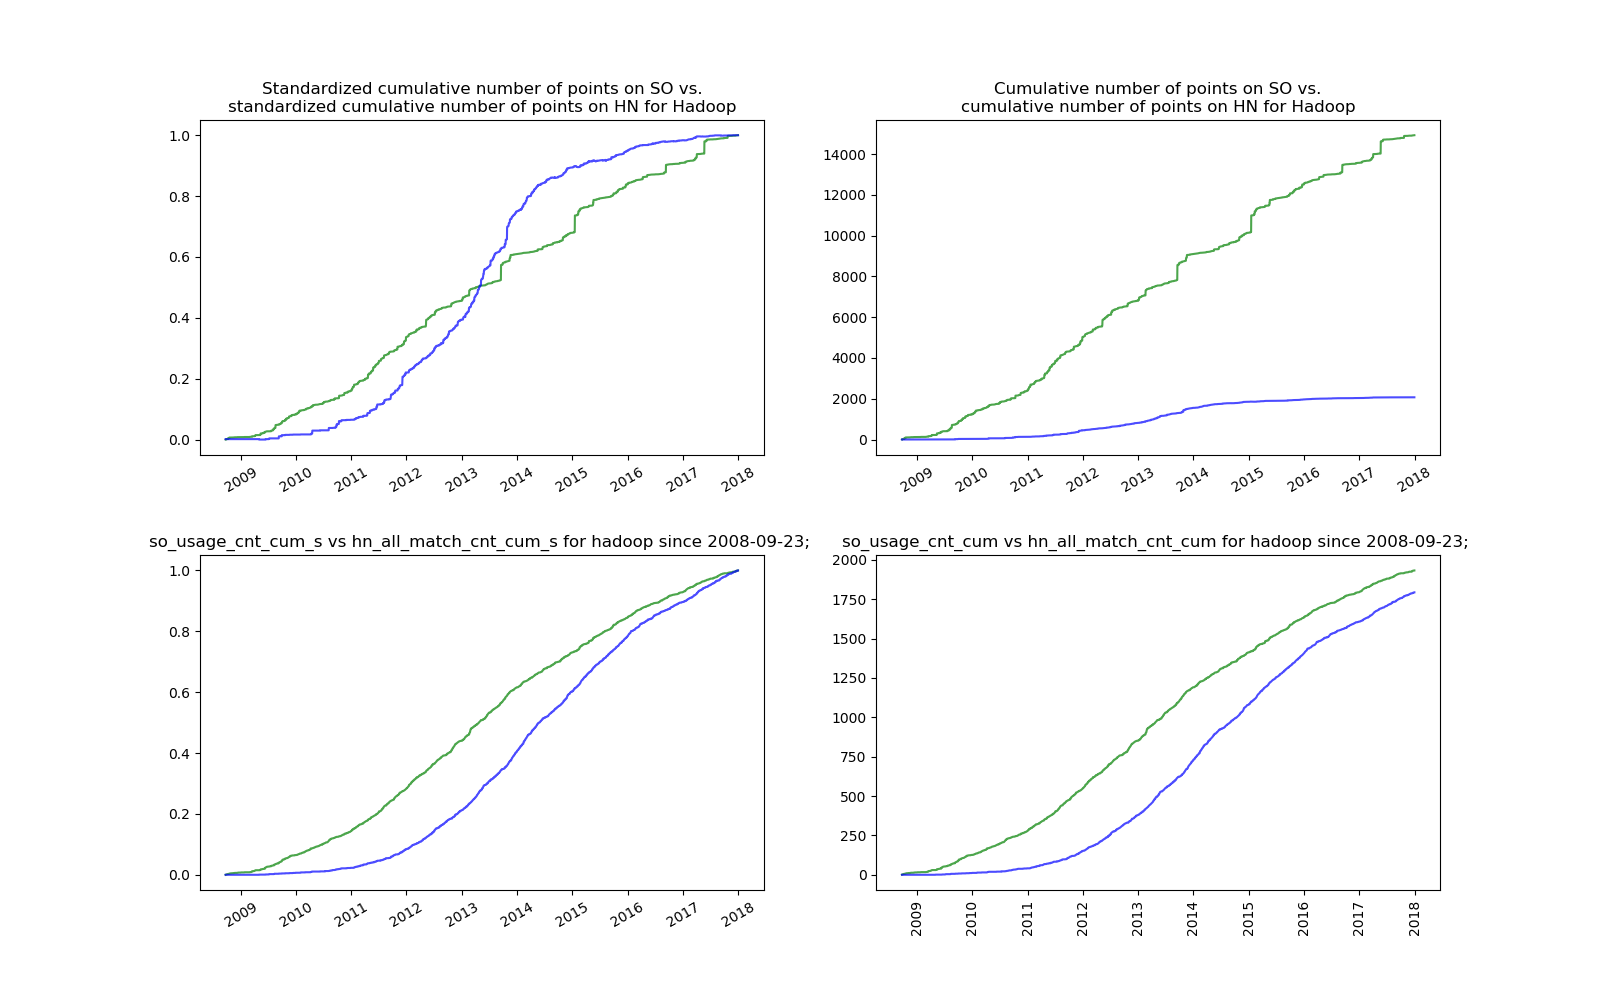 Standardized cumulative number of points on SO vs.
standardized cumulative number of points on HN for Hadoop
1.0
0.8
0.6
0.4
0.2
0.0
2009 2010 2011 2012 2013 2014 2015 2016 2017 2018
Cumulative number of points on SO vs.
cumulative number of points on HN for Hadoop
14000
12000
10000
8000
6000
4000
2000
0
2009 2010 2011 2012 2013 2014 2015 2016 2017 2018
so_usage_cnt_cum_s vs hn_all_match_cnt_cum_s for hadoop since 2008-09-23;
1.0
0.8
0.6
0.4
0.2
0.0
2009 2010 2011 2012 2013 2014 2015 2016 2017 2018
so_usage_cnt_cum vs hn_all_match_cnt_cum for hadoop since 2008-09-23;
2000
1750
1500
1250
1000
750
500
250
0
2009 2010 2011 2012 2013 2014 2015 2016 2017 2018